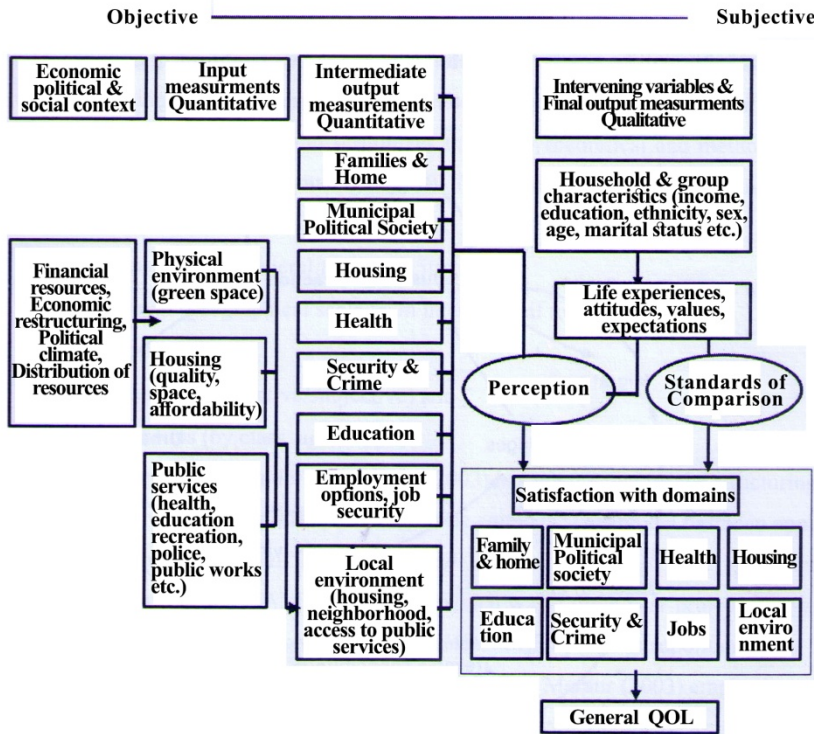 Objective
Subjective
Economic
political &
social context
Input
measurments
Quantitative
Intermediate
output
measurements
Quantitative
Intervening variables &
Final output measurments
Qualitative
Families &
Home
Municipal
Political Society
Housing
Health
Security &
Crime
Education
Employment
options, job
security
Local
environment
(housing,
neighborhood,
access to public
services)
Financial
resources,
Economic
restructuring,
Political
climate,
Distribution of
resources
Physical
environment
(green space)
Housing
(quality,
space,
affordability)
Public
services
(health,
education
recreation,
police,
public works
etc.)
Household & group
characteristics (income,
education, ethnicity, sex,
age, marital status etc.)
Life experiences,
attitudes, values,
expectations
Perception
Standards of
Comparison
Satisfaction with domains
Family
& home
Municipal
Political
society
Health
Housing
Educa
tion
Security &
Crime
Jobs
Local
enviro
nment
General QOL